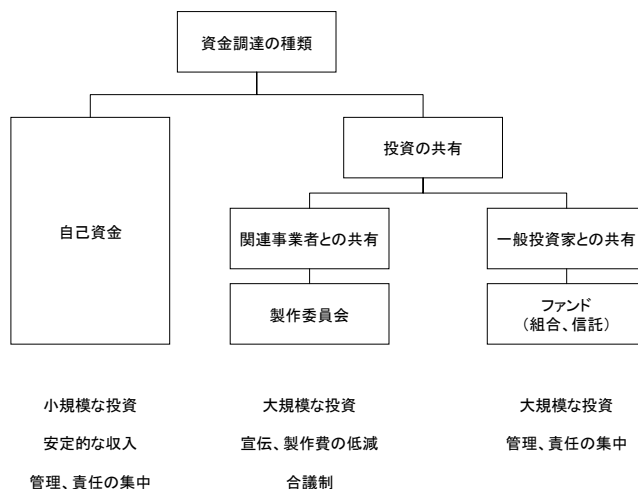 資金調達の種類
投資の共有
自己資金
関連事業者との共有
一般投資家との共有
製作委員会
ファンド
（組合、信託）
小規模な投資
安定的な収入
管理、責任の集中
大規模な投資
宣伝、製作費の低減
合議制
大規模な投資
管理、責任の集中